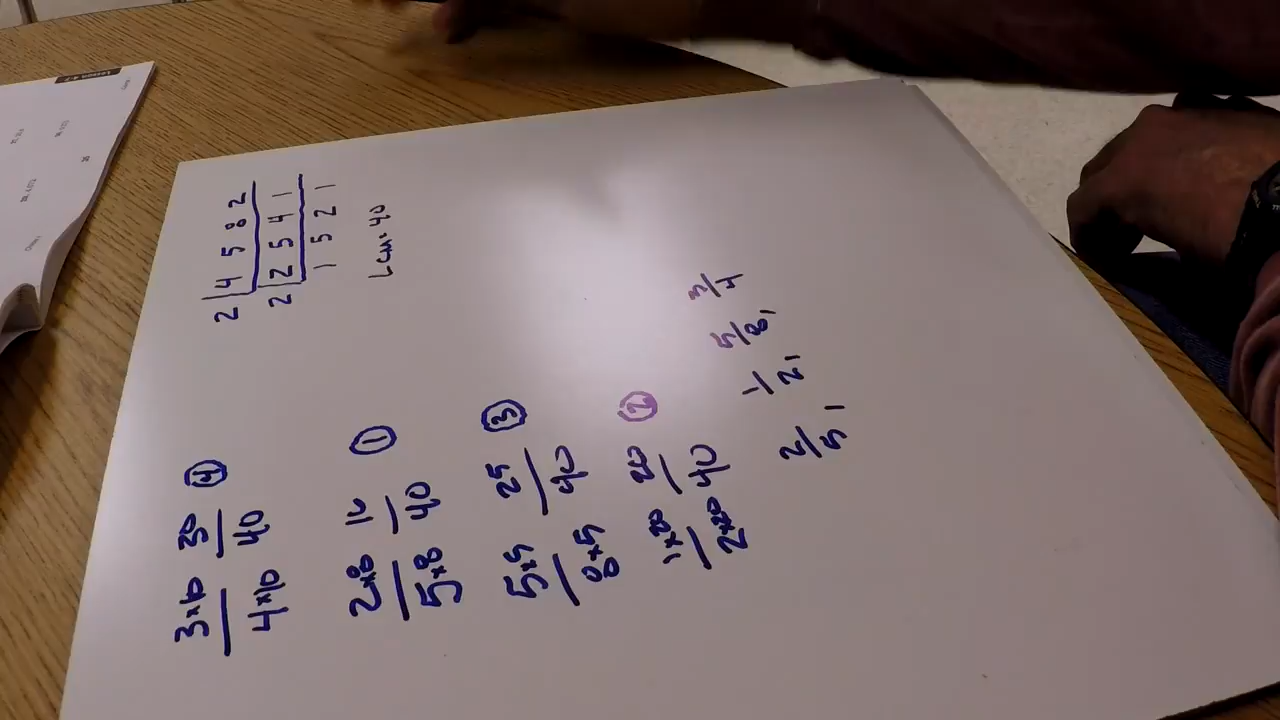 2 | 4 5 8 2
2 | 2 5 4 1
1 5 2 1
LCM = 40
3×10/4×10 30/40 ④
2×8/5×8 16/40 ①
5×5/8×5 25/40 ③
1×20/2×20 20/40 ②
2/5, 1/2, 5/8, 3/4